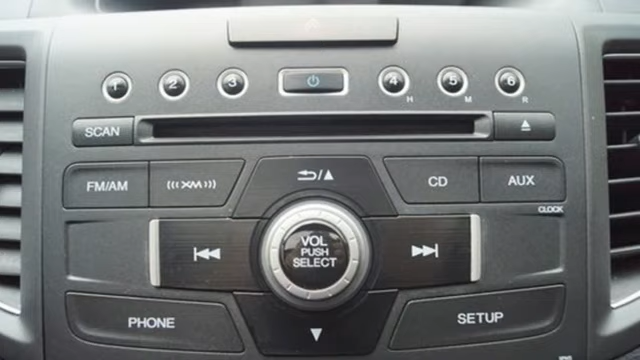 1 2 3 4 5 6
H M R
SCAN
FM/AM ((XM)) CD AUX
CLOCK
VOL
PUSH
SELECT
PHONE SETUP